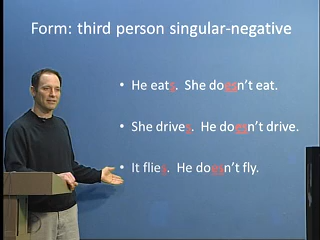 Form: third person singular-negative
• He eats. She doesn't eat.
• She drives. He doesn't drive.
• It flies. He doesn't fly.